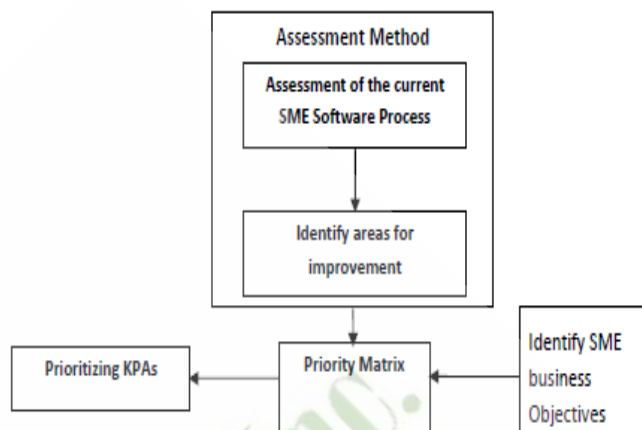 Assessment Method
Assessment of the current
SME Software Process
Identify areas for
improvement
Prioritizing KPAs
Priority Matrix
Identify SME
business
Objectives